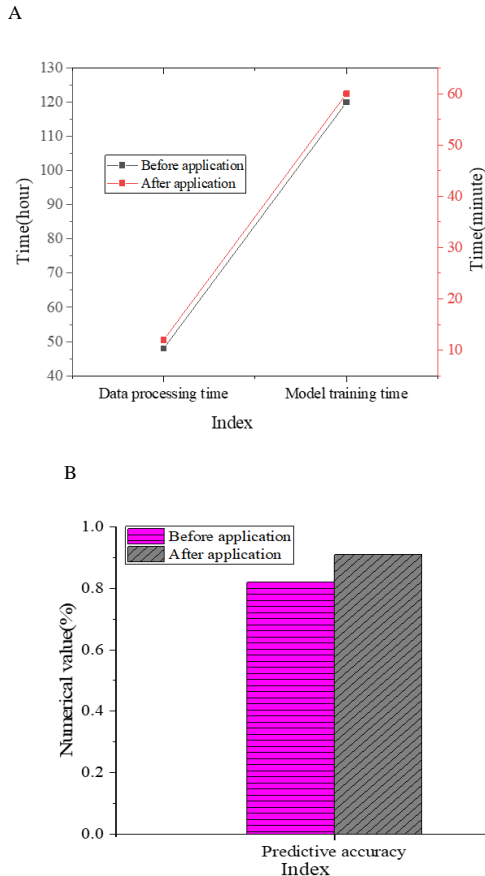 A
130
120
110
100
90
80
70
60
50
40
Time(hour)
Before application
After application
60
50
40
30
20
10
Time(minute)
Data processing time
Model training time
Index
B
1.0
0.8
0.6
0.4
0.2
0.0
Numerical value(%)
Before application
After application
Predictive accuracy
Index